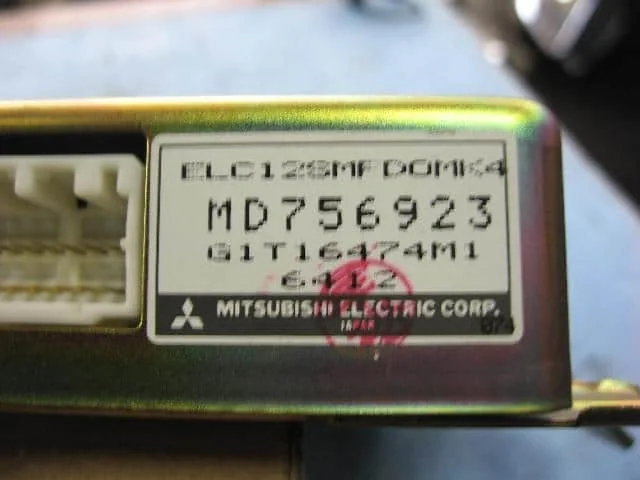 ELC12SMFDOMK4
MD756923
G1T16474M1
6412
MITSUBISHI ELECTRIC CORP.
JAPAN